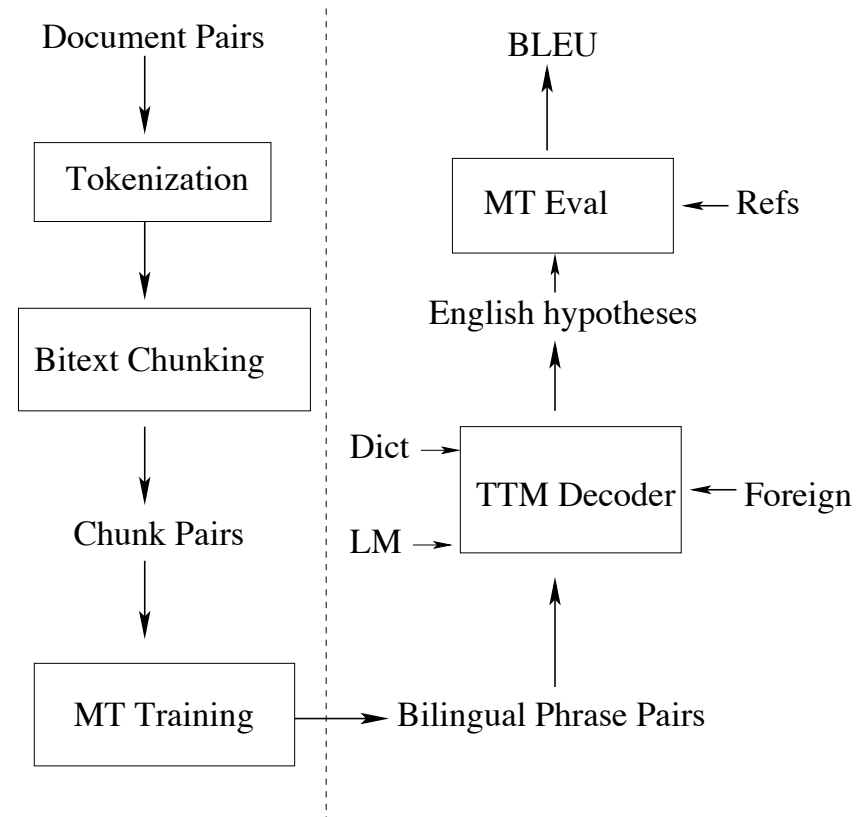 Document Pairs
Tokenization
Bitext Chunking
Chunk Pairs
MT Training
BLEU
MT Eval
Refs
English hypotheses
Dict
TTM Decoder
Foreign
LM
Bilingual Phrase Pairs